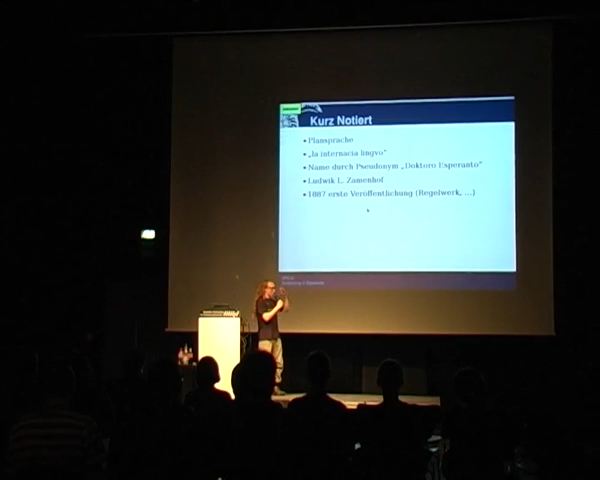 Kurz Notiert
Plansprache
„la internacia lingvo“
Name durch Pseudonym „Doktoro Esperanto“
Ludwik L. Zamenhof
1887 erste Veröffentlichung (Regelwerk, ...)